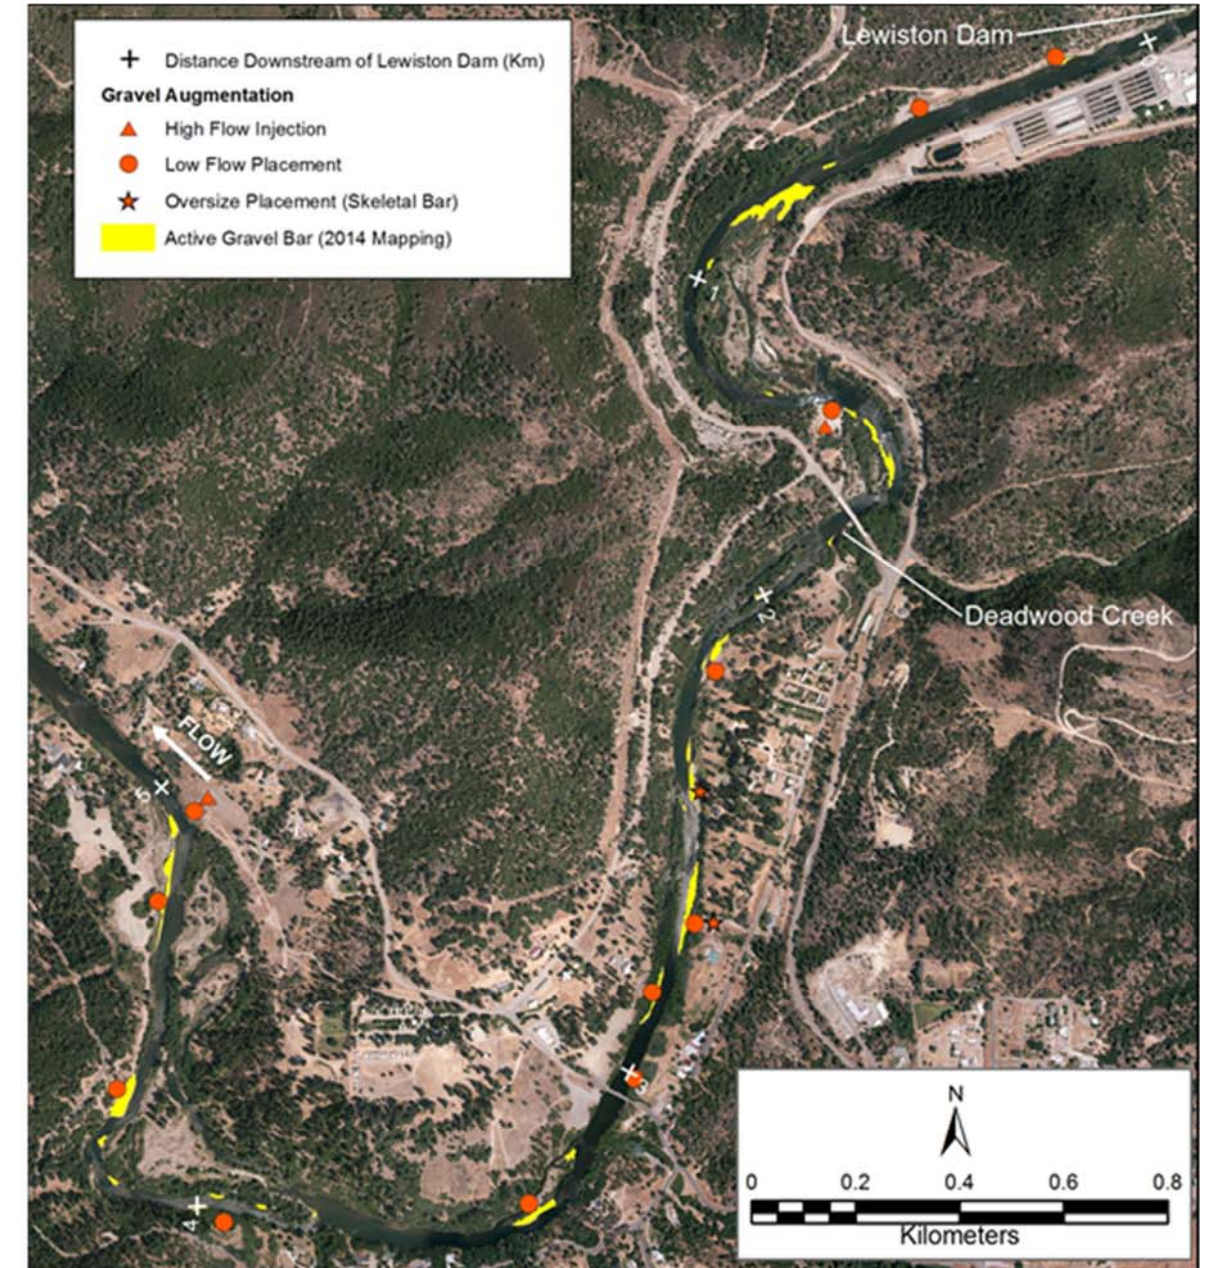 Distance Downstream of Lewiston Dam (Km)
Gravel Augmentation
High Flow Injection
Low Flow Placement
Oversize Placement (Skeletal Bar)
Active Gravel Bar (2014 Mapping)
Lewiston Dam
1
Deadwood Creek
2
FLOW
5
3
4
N
0 0.2 0.4 0.6 0.8
Kilometers